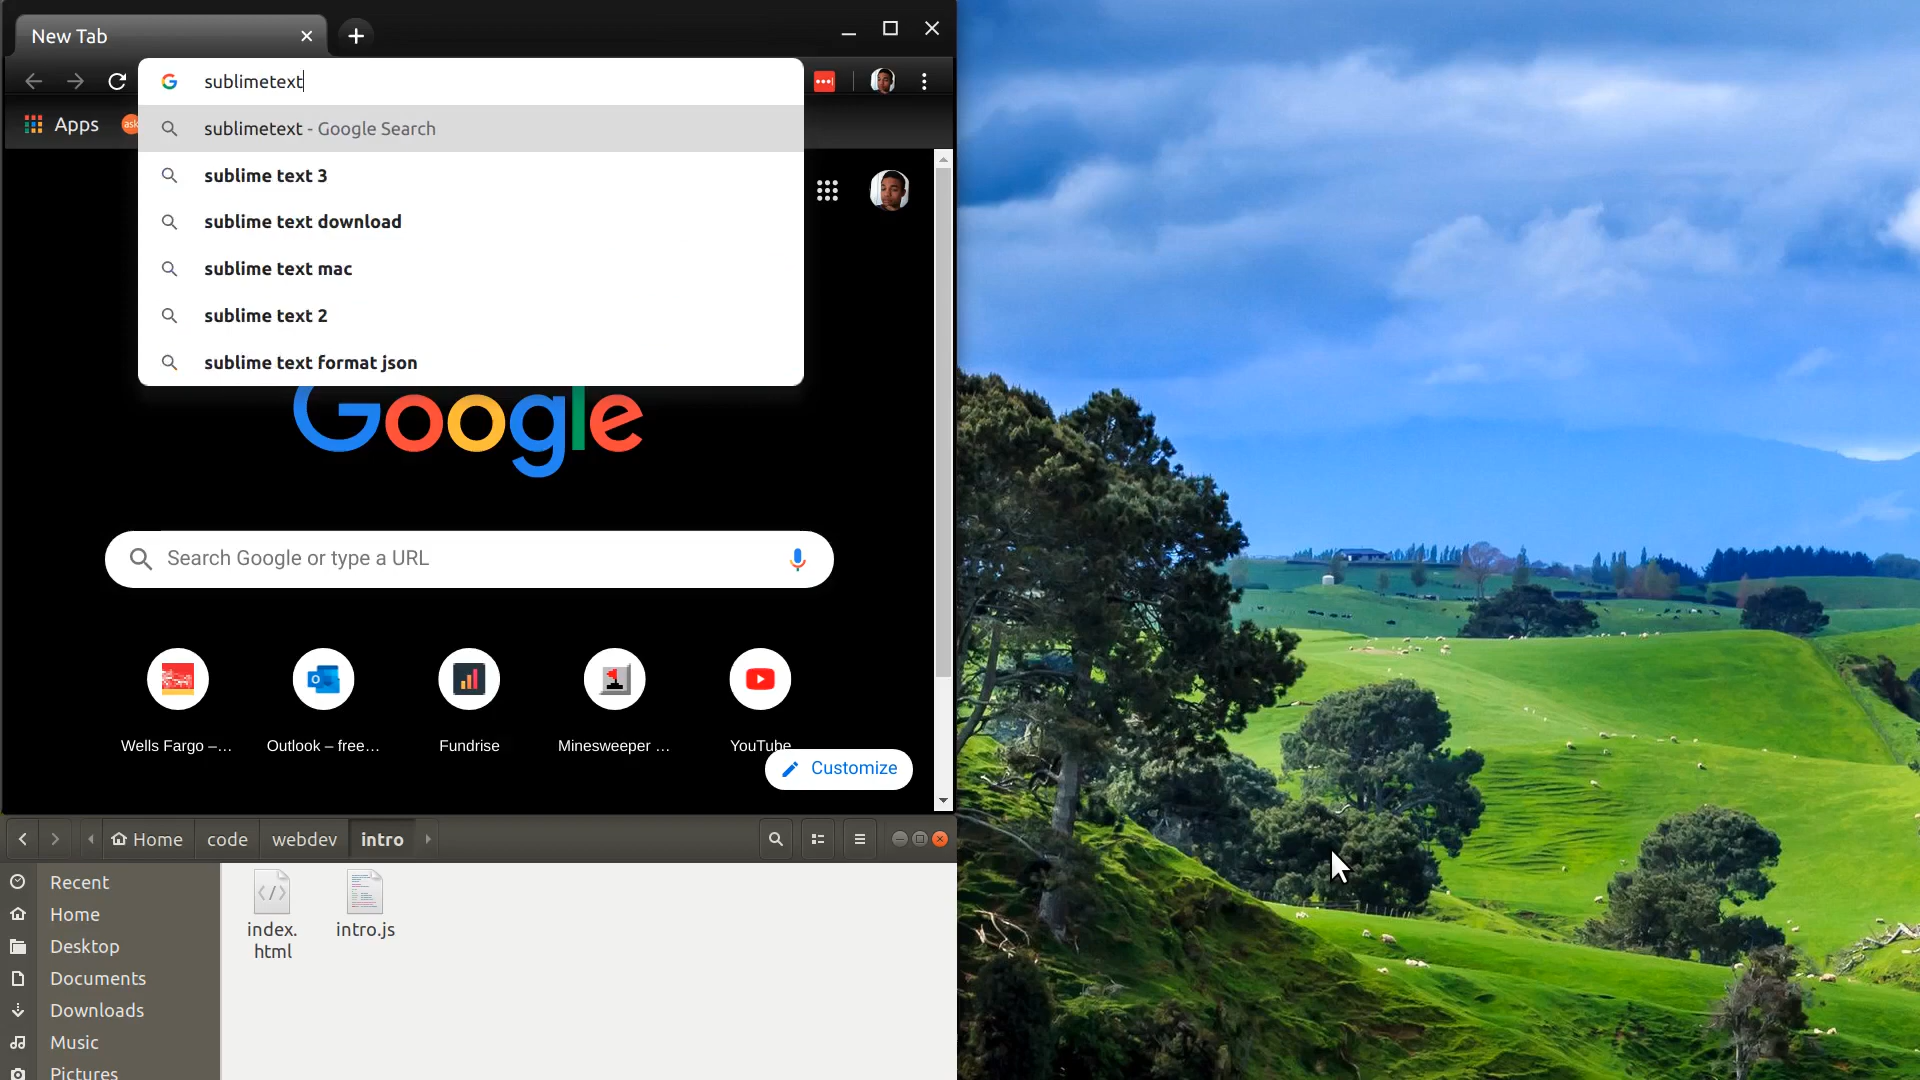 New Tab
sublimetext
Apps
ask
sublimetext - Google Search
sublime text 3
sublime text download
sublime text mac
sublime text 2
sublime text format json
Google
Search Google or type a URL
Wells Fargo –...
Outlook – free...
Fundrise
Minesweeper ...
YouTube
Customize
Home
code
webdev
intro
Recent
Home
Desktop
Documents
Downloads
Music
Pictures
index.
html
intro.js